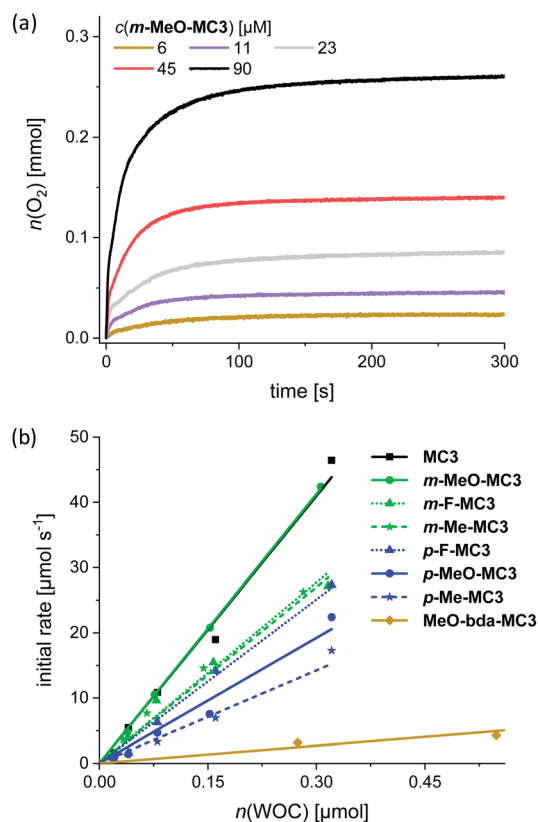 (a)
c(m-MeO-MC3) [µM]
6 11 23
45 90
0.3
0.2
0.1
0.0
n(O₂) [mmol]
0 50 100 200 300
time [s]
(b)
50
40
30
20
10
0
initial rate [µmol s⁻¹]
MC3
m-MeO-MC3
m-F-MC3
m-Me-MC3
p-F-MC3
p-MeO-MC3
p-Me-MC3
MeO-bda-MC3
0.00 0.15 0.30 0.45
n(WOC) [µmol]